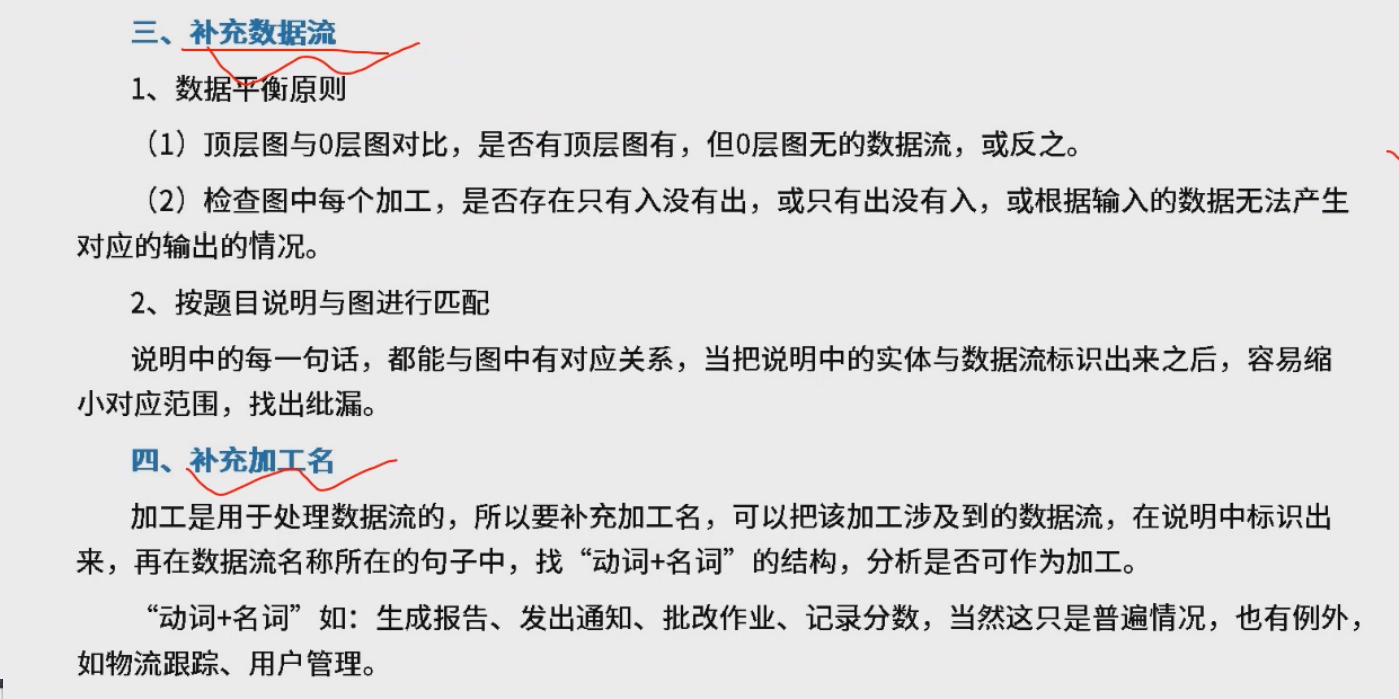 三、补充数据流
1、数据平衡原则
（1）顶层图与0层图对比，是否有顶层图有，但0层图无的数据流，或反之。
（2）检查图中每个加工，是否存在只有入没有出，或只有出没有入，或根据输入的数据无法产生
对应的输出的情况。
2、按题目说明与图进行匹配
说明中的每一句话，都能与图中有对应关系，当把说明中的实体与数据流标识出来之后，容易缩
小对应范围，找出纰漏。
四、补充加工名
加工是用于处理数据流的，所以要补充加工名，可以把该加工涉及到的数据流，在说明中标识出
来，再在数据流名称所在的句子中，找“动词+名词”的结构，分析是否可作为加工。
“动词+名词”如：生成报告、发出通知、批改作业、记录分数，当然这只是普遍情况，也有例外，
如物流跟踪、用户管理。